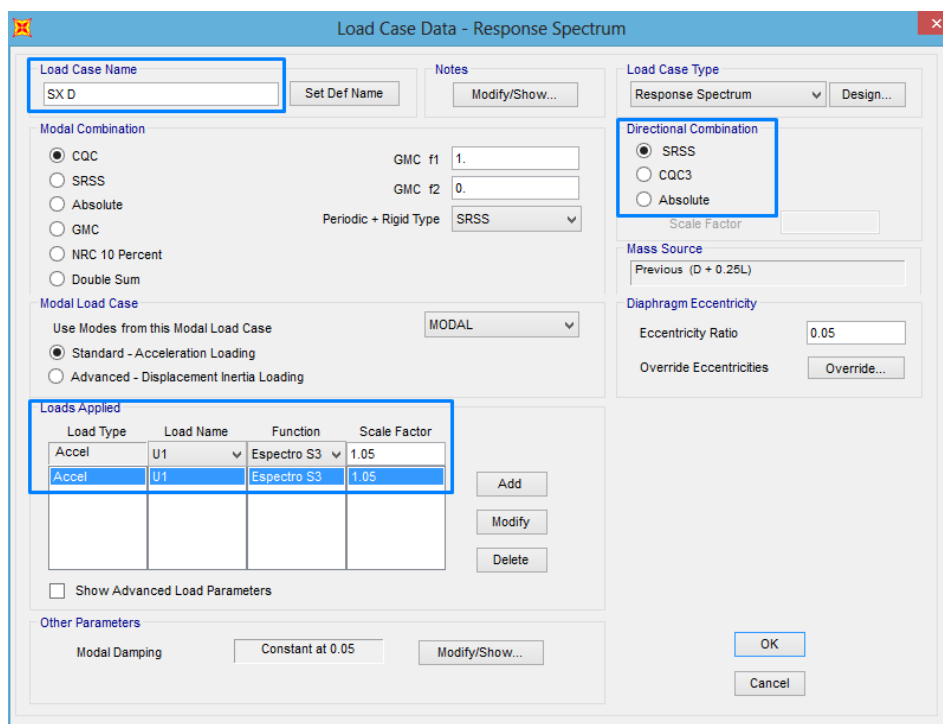 Load Case Data - Response Spectrum
Load Case Name
SX D
Set Def Name
Notes
Modify/Show...
Load Case Type
Response Spectrum
Design...
Modal Combination
CQC
SRSS
Absolute
GMC
NRC 10 Percent
Double Sum
GMC f1 1.
GMC f2 0.
Periodic + Rigid Type SRSS
Directional Combination
SRSS
CQC3
Absolute
Scale Factor
Mass Source
Previous (D + 0.25L)
Modal Load Case
Use Modes from this Modal Load Case MODAL
Standard - Acceleration Loading
Advanced - Displacement Inertia Loading
Diaphragm Eccentricity
Eccentricity Ratio 0.05
Override Eccentricities Override...
Loads Applied
Load Type Load Name Function Scale Factor
Accel U1 Espectro S3 1.05
Accel U1 Espectro S3 1.05
Add
Modify
Delete
Show Advanced Load Parameters
Other Parameters
Modal Damping Constant at 0.05 Modify/Show...
OK
Cancel